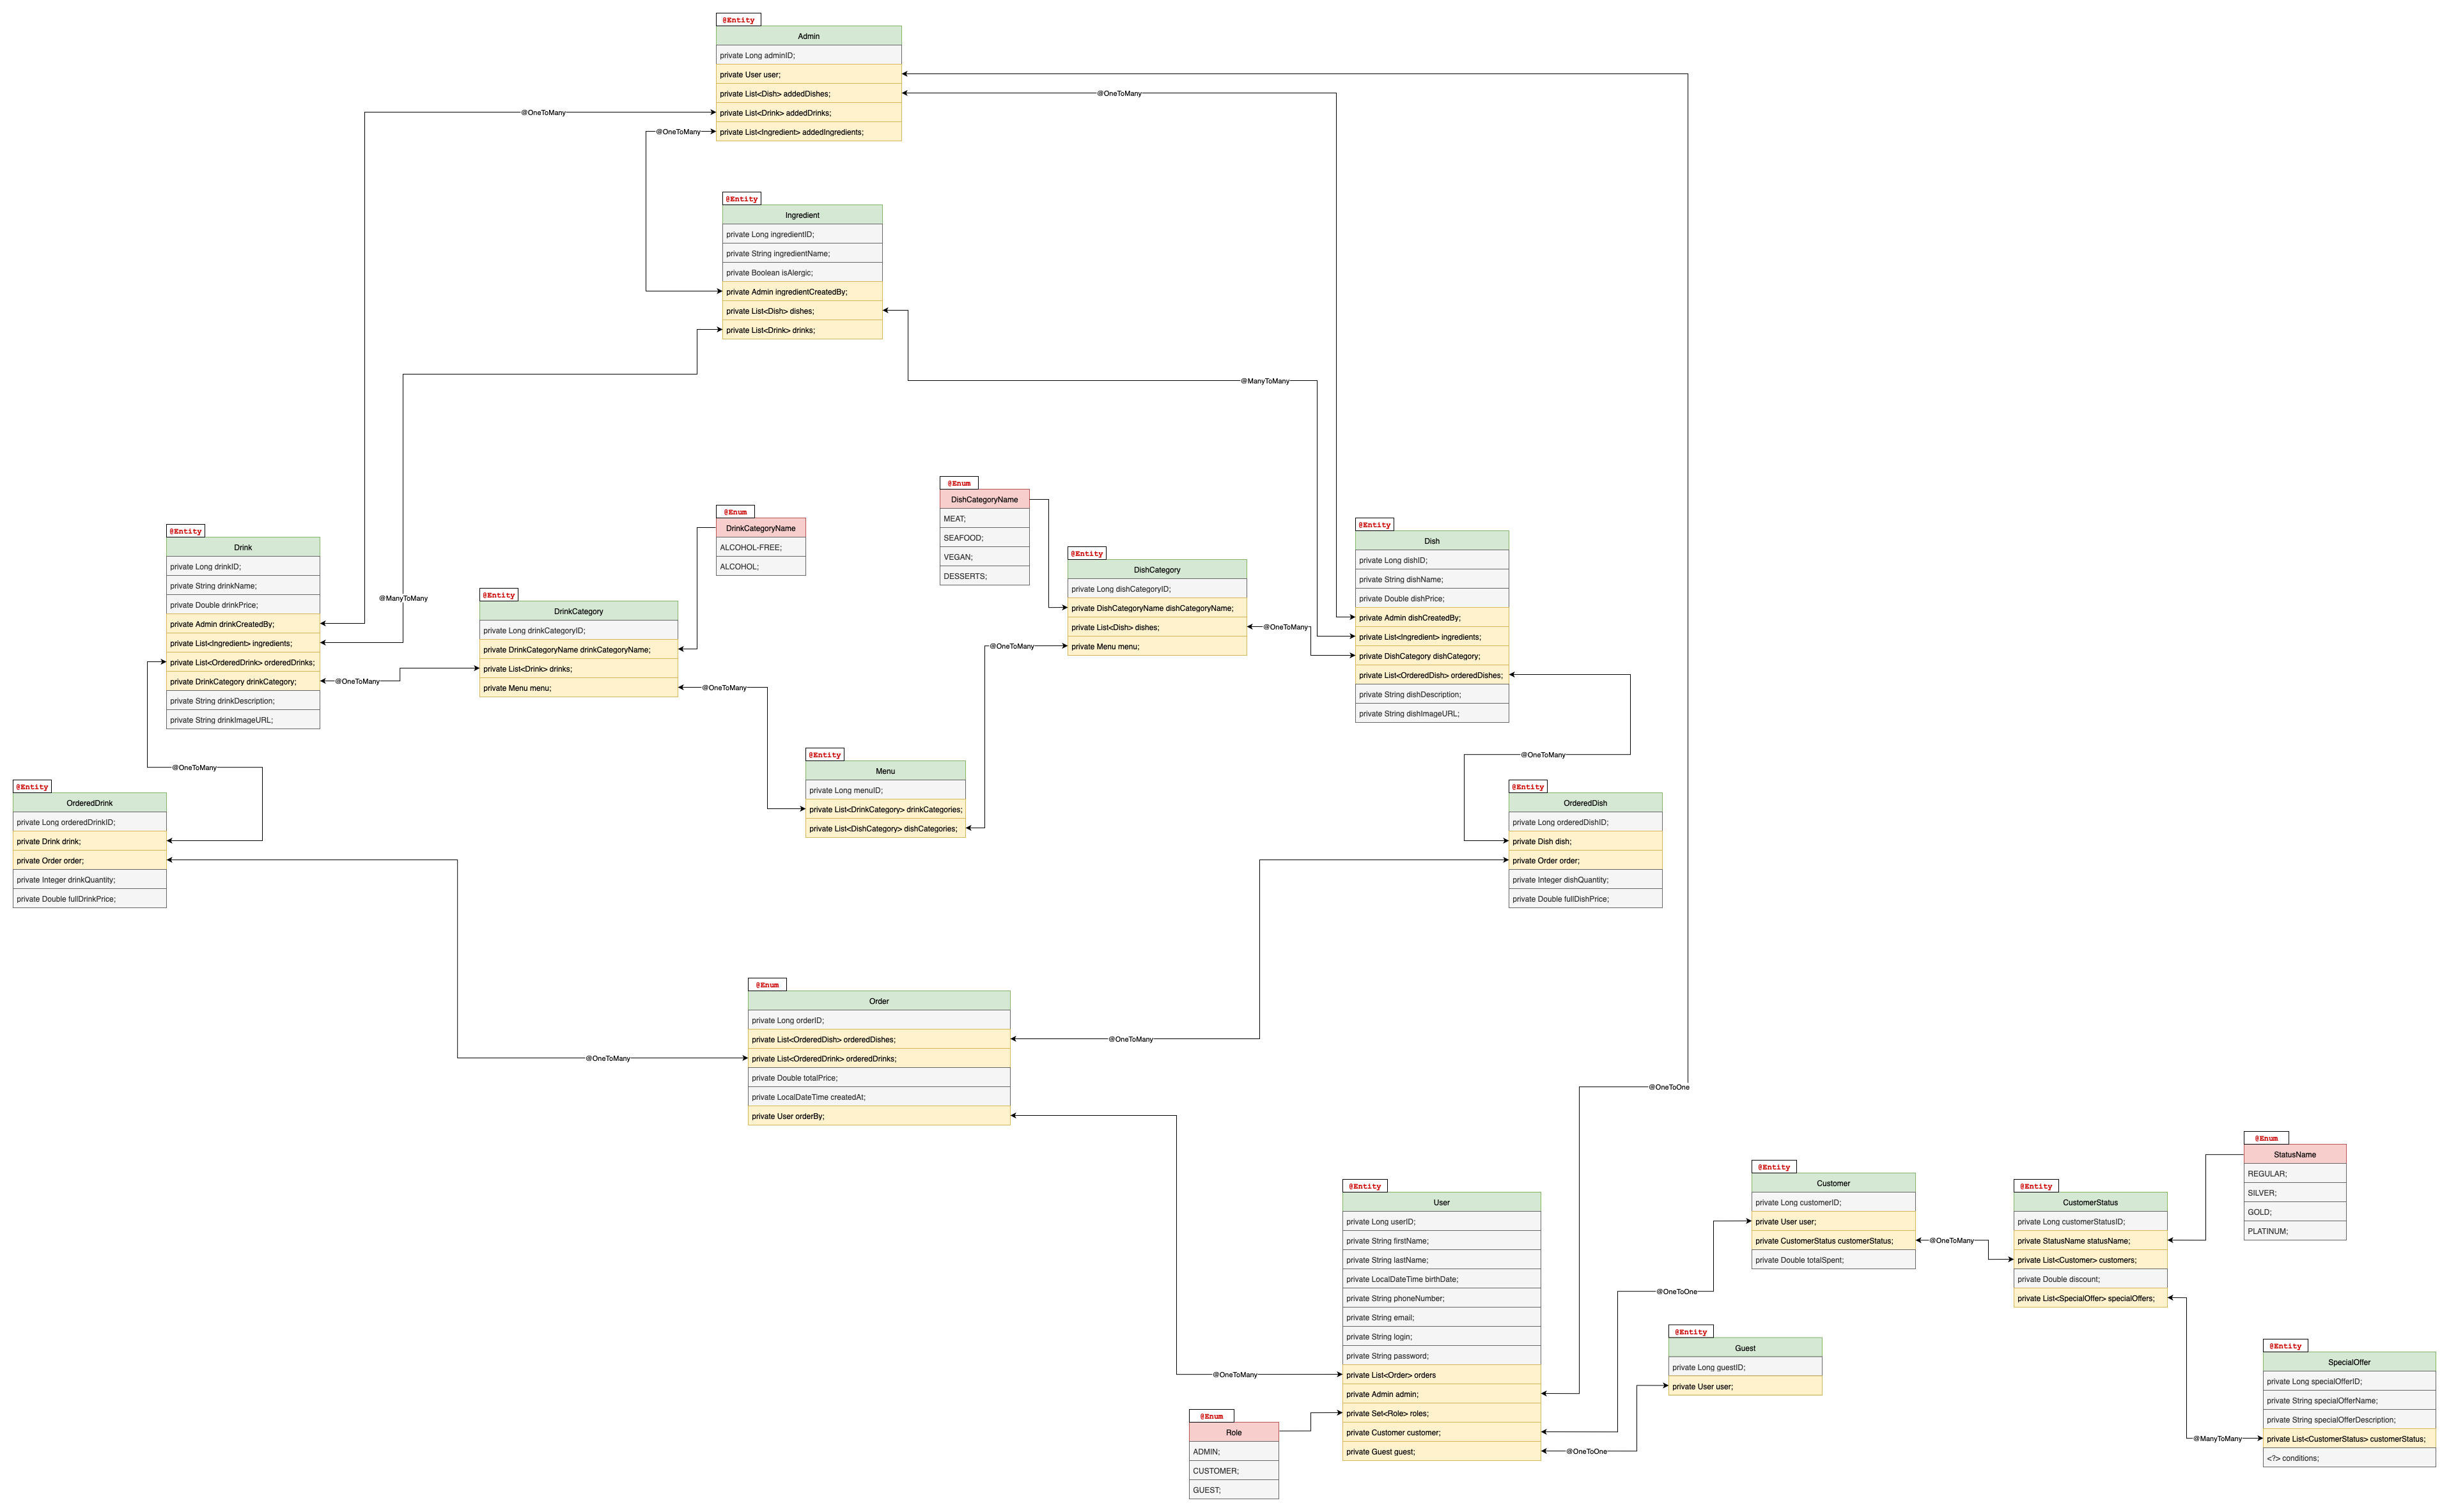 @Entity
Admin
private Long adminID;
private User user;
private List<Dish> addedDishes;
private List<Drink> addedDrinks;
private List<Ingredient> addedIngredients;
@OneToMany
@OneToMany
@OneToMany
@Entity
Ingredient
private Long ingredientID;
private String ingredientName;
private Boolean isAlergic;
private Admin ingredientCreatedBy;
private List<Dish> dishes;
private List<Drink> drinks;
@ManyToMany
@ManyToMany
@Entity
Drink
private Long drinkID;
private String drinkName;
private Double drinkPrice;
private Admin drinkCreatedBy;
private List<Ingredient> ingredients;
private List<OrderedDrink> orderedDrinks;
private DrinkCategory drinkCategory;
private String drinkDescription;
private String drinkImageURL;
@OneToMany
@Entity
DrinkCategory
private Long drinkCategoryID;
private DrinkCategoryName drinkCategoryName;
private List<Drink> drinks;
private Menu menu;
@OneToMany
@Enum
DrinkCategoryName
ALCOHOL-FREE;
ALCOHOL;
@Enum
DishCategoryName
MEAT;
SEAFOOD;
VEGAN;
DESSERTS;
@Entity
DishCategory
private Long dishCategoryID;
private DishCategoryName dishCategoryName;
private List<Dish> dishes;
private Menu menu;
@OneToMany
@OneToMany
@Entity
Dish
private Long dishID;
private String dishName;
private Double dishPrice;
private Admin dishCreatedBy;
private List<Ingredient> ingredients;
private DishCategory dishCategory;
private List<OrderedDish> orderedDishes;
private String dishDescription;
private String dishImageURL;
@Entity
Menu
private Long menuID;
private List<DrinkCategory> drinkCategories;
private List<DishCategory> dishCategories;
@OneToMany
@OneToMany
@Entity
OrderedDrink
private Long orderedDrinkID;
private Drink drink;
private Order order;
private Integer drinkQuantity;
private Double fullDrinkPrice;
@Entity
OrderedDish
private Long orderedDishID;
private Dish dish;
private Order order;
private Integer dishQuantity;
private Double fullDishPrice;
@Enum
Order
private Long orderID;
private List<OrderedDish> orderedDishes;
private List<OrderedDrink> orderedDrinks;
private Double totalPrice;
private LocalDateTime createdAt;
private User orderBy;
@OneToMany
@OneToMany
@OneToOne
@Entity
User
private Long userID;
private String firstName;
private String lastName;
private LocalDateTime birthDate;
private String phoneNumber;
private String email;
private String login;
private String password;
private List<Order> orders
private Admin admin;
private Set<Role> roles;
private Customer customer;
private Guest guest;
@OneToMany
@Enum
Role
ADMIN;
CUSTOMER;
GUEST;
@OneToOne
@OneToOne
@Entity
Customer
private Long customerID;
private User user;
private CustomerStatus customerStatus;
private Double totalSpent;
@OneToMany
@Entity
Guest
private Long guestID;
private User user;
@Entity
CustomerStatus
private Long customerStatusID;
private StatusName statusName;
private List<Customer> customers;
private Double discount;
private List<SpecialOffer> specialOffers;
@Enum
StatusName
REGULAR;
SILVER;
GOLD;
PLATINUM;
@ManyToMany
@Entity
SpecialOffer
private Long specialOfferID;
private String specialOfferName;
private String specialOfferDescription;
private List<CustomerStatus> customerStatus;
<?> conditions;